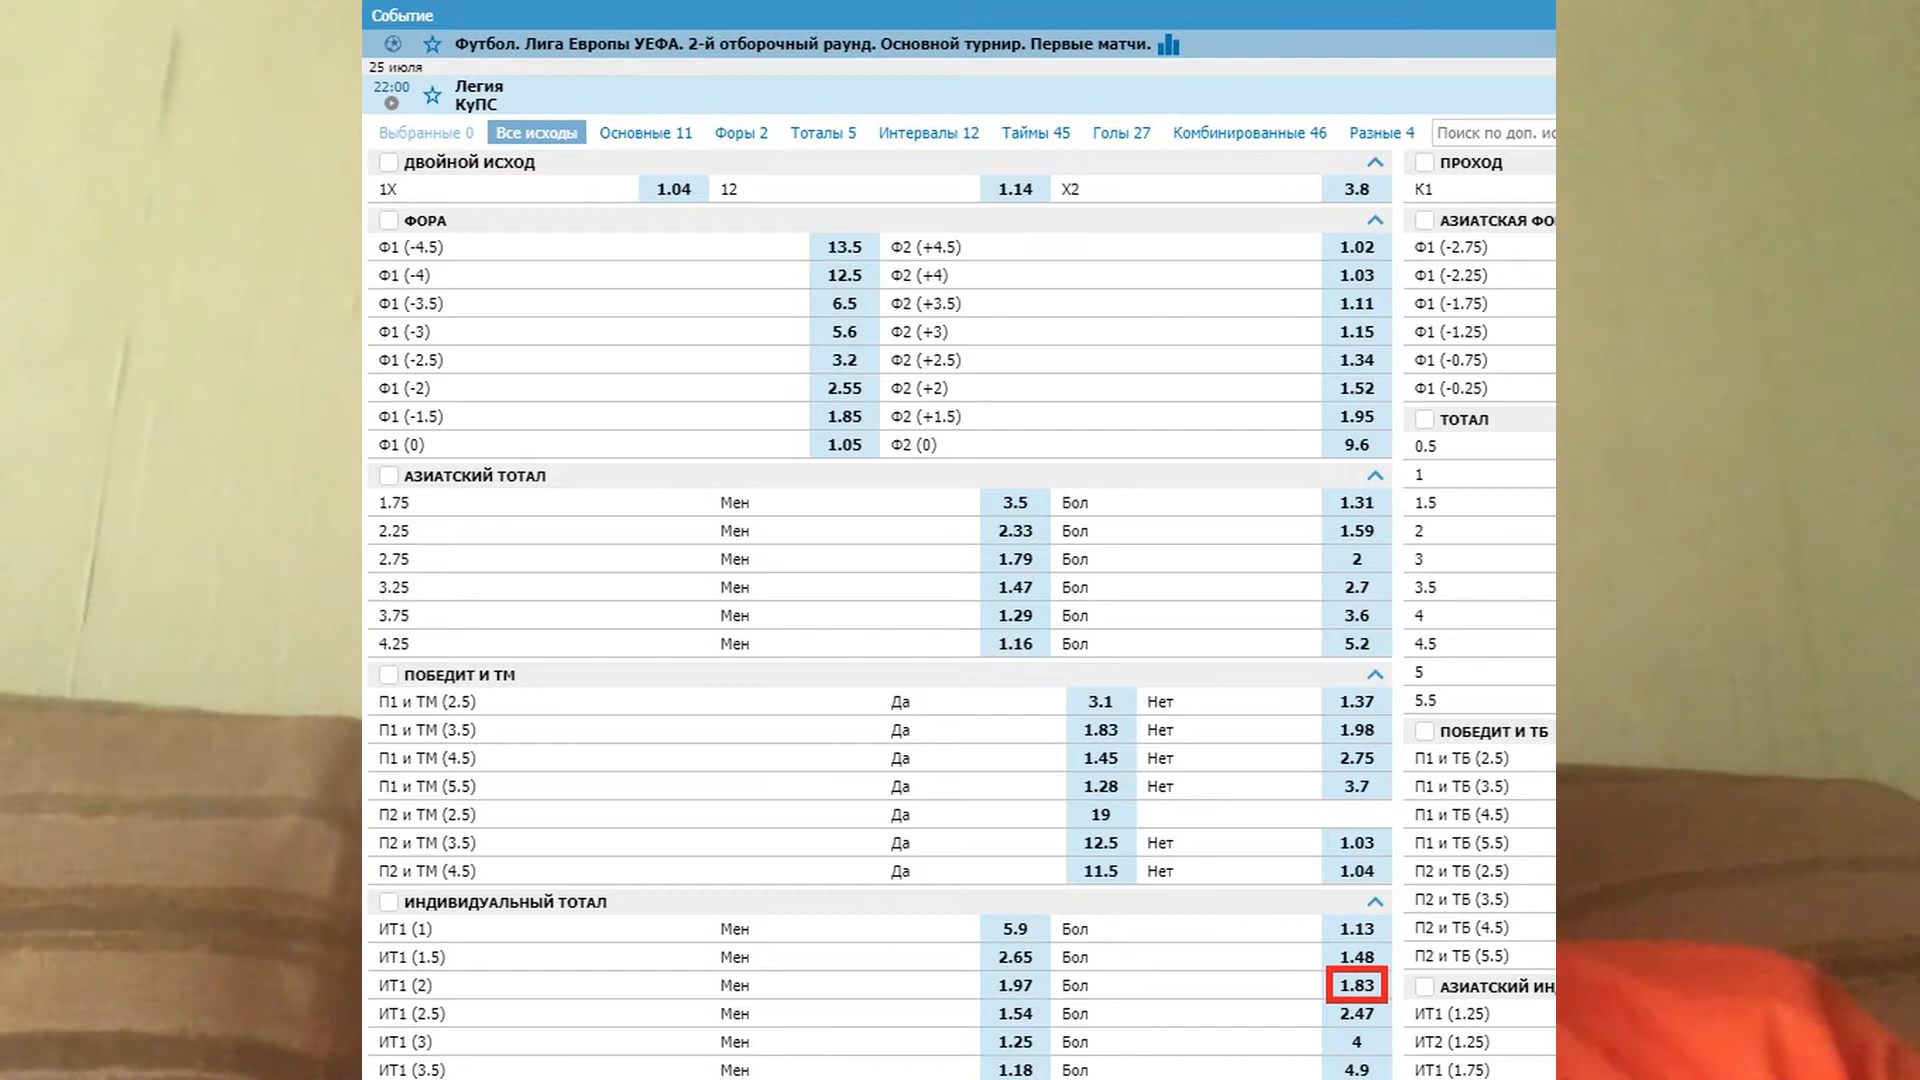 Событие
Футбол. Лига Европы УЕФА. 2-й отборочный раунд. Основной турнир. Первые матчи.
25 июля
22:00 Легия
КуПС
Выбранные 0 Все исходы Основные 11 Форы 2 Тоталы 5 Интервалы 12 Таймы 45 Голы 27 Комбинированные 46 Разные 4 Поиск по доп. ис
ДВОЙНОЙ ИСХОД
1X 1.04 12 1.14 X2 3.8
ФОРА
Ф1 (-4.5) 13.5 Ф2 (+4.5) 1.02
Ф1 (-4) 12.5 Ф2 (+4) 1.03
Ф1 (-3.5) 6.5 Ф2 (+3.5) 1.11
Ф1 (-3) 5.6 Ф2 (+3) 1.15
Ф1 (-2.5) 3.2 Ф2 (+2.5) 1.34
Ф1 (-2) 2.55 Ф2 (+2) 1.52
Ф1 (-1.5) 1.85 Ф2 (+1.5) 1.95
Ф1 (0) 1.05 Ф2 (0) 9.6
АЗИАТСКИЙ ТОТАЛ
1.75 Мен 3.5 Бол 1.31
2.25 Мен 2.33 Бол 1.59
2.75 Мен 1.79 Бол 2
3.25 Мен 1.47 Бол 2.7
3.75 Мен 1.29 Бол 3.6
4.25 Мен 1.16 Бол 5.2
ПОБЕДИТ И ТМ
П1 и ТМ (2.5) Да 3.1 Нет 1.37
П1 и ТМ (3.5) Да 1.83 Нет 1.98
П1 и ТМ (4.5) Да 1.45 Нет 2.75
П1 и ТМ (5.5) Да 1.28 Нет 3.7
П2 и ТМ (2.5) Да 19
П2 и ТМ (3.5) Да 12.5 Нет 1.03
П2 и ТМ (4.5) Да 11.5 Нет 1.04
ИНДИВИДУАЛЬНЫЙ ТОТАЛ
ИТ1 (1) Мен 5.9 Бол 1.13
ИТ1 (1.5) Мен 2.65 Бол 1.48
ИТ1 (2) Мен 1.97 Бол 1.83
ИТ1 (2.5) Мен 1.54 Бол 2.47
ИТ1 (3) Мен 1.25 Бол 4
ИТ1 (3.5) Мен 1.18 Бол 4.9
ПРОХОД
К1
АЗИАТСКАЯ ФО
Ф1 (-2.75)
Ф1 (-2.25)
Ф1 (-1.75)
Ф1 (-1.25)
Ф1 (-0.75)
Ф1 (-0.25)
ТОТАЛ
0.5
1
1.5
2
3
3.5
4
4.5
5
5.5
ПОБЕДИТ И ТБ
П1 и ТБ (2.5)
П1 и ТБ (3.5)
П1 и ТБ (4.5)
П1 и ТБ (5.5)
П2 и ТБ (2.5)
П2 и ТБ (3.5)
П2 и ТБ (4.5)
П2 и ТБ (5.5)
АЗИАТСКИЙ ИН
ИТ1 (1.25)
ИТ2 (1.25)
ИТ1 (1.75)